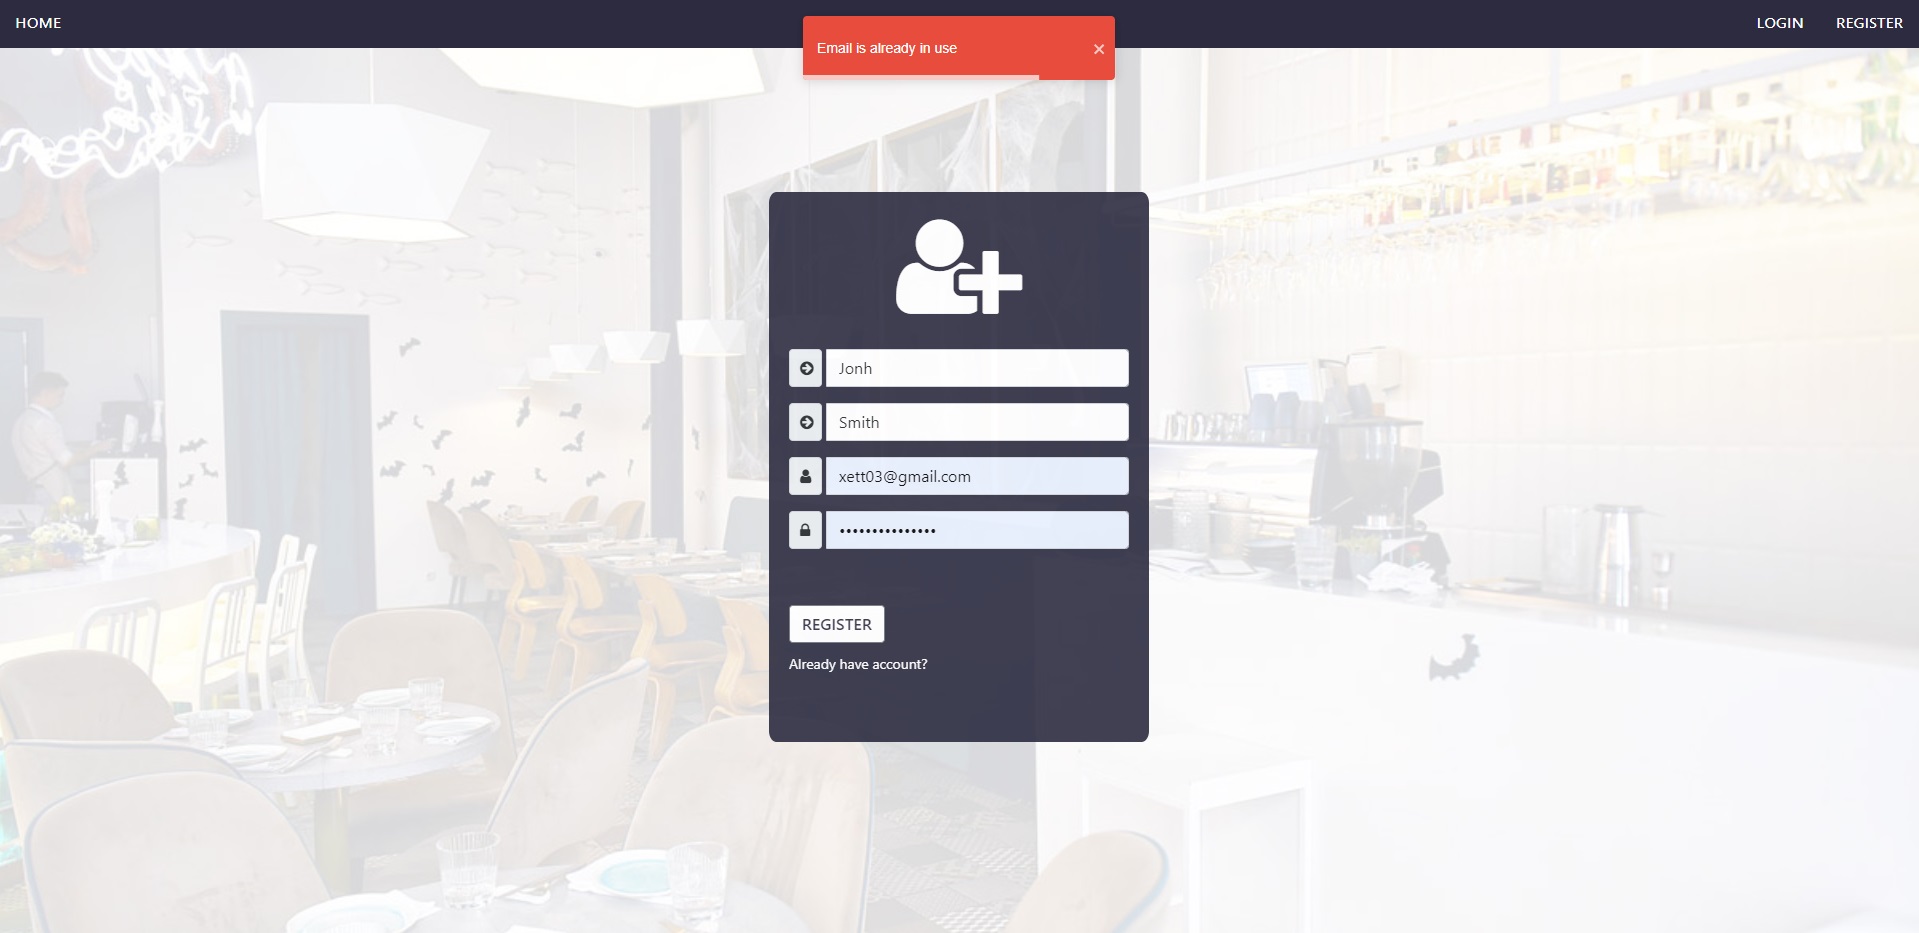 HOME
LOGIN
REGISTER
Email is already in use
×
Jonh
Smith
xett03@gmail.com
•••••••••••••••
REGISTER
Already have account?